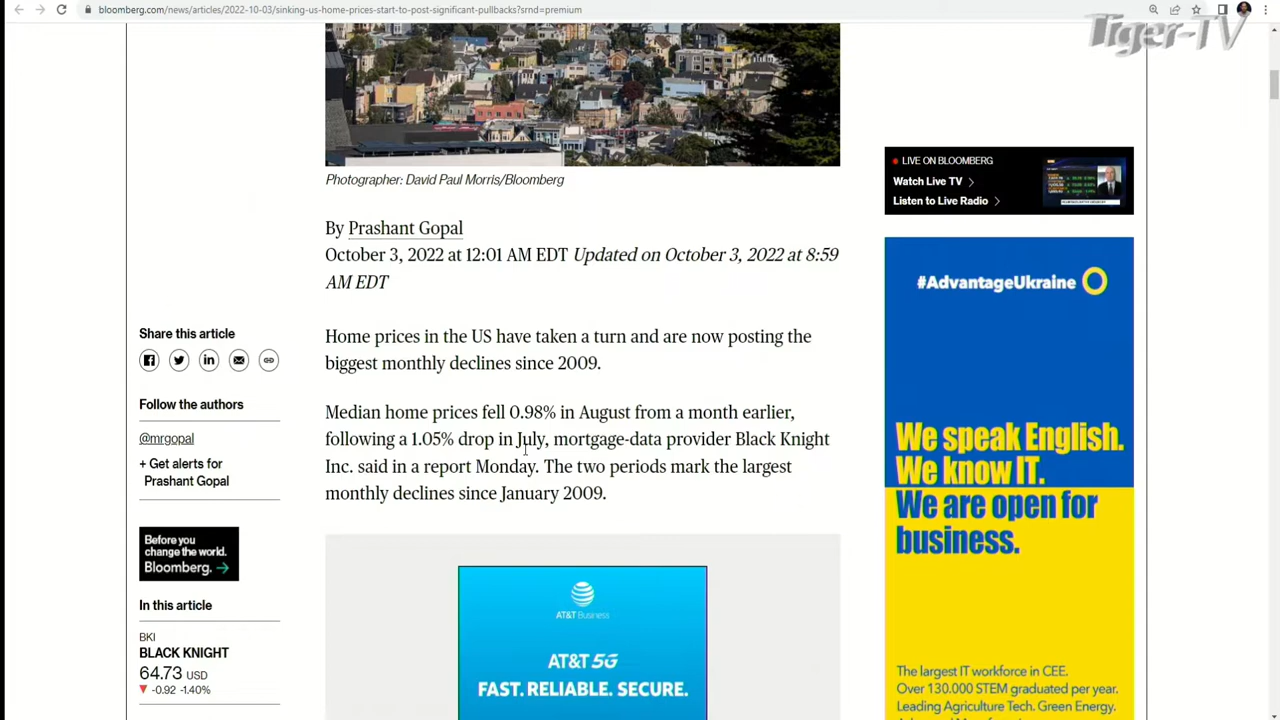 bloomberg.com/news/articles/2022-10-03/sinking-us-home-prices-start-to-post-significant-pullbacks?srnd=premium
Tiger-TV
Photographer: David Paul Morris/Bloomberg
By Prashant Gopal
October 3, 2022 at 12:01 AM EDT Updated on October 3, 2022 at 8:59
AM EDT
Share this article
Follow the authors
@mrgopal
+ Get alerts for
Prashant Gopal
Before you
change the world.
Bloomberg. →
In this article
BKI
BLACK KNIGHT
64.73 USD
▼ -0.92 -1.40%
Home prices in the US have taken a turn and are now posting the
biggest monthly declines since 2009.
Median home prices fell 0.98% in August from a month earlier,
following a 1.05% drop in July, mortgage-data provider Black Knight
Inc. said in a report Monday. The two periods mark the largest
monthly declines since January 2009.
AT&T Business
AT&T 5G
FAST. RELIABLE. SECURE.
LIVE ON BLOOMBERG
Watch Live TV
Listen to Live Radio
#AdvantageUkraine
We speak English.
We know IT.
We are open for
business.
The largest IT workforce in CEE.
Over 130.000 STEM graduated per year.
Leading Agriculture Tech. Green Energy.